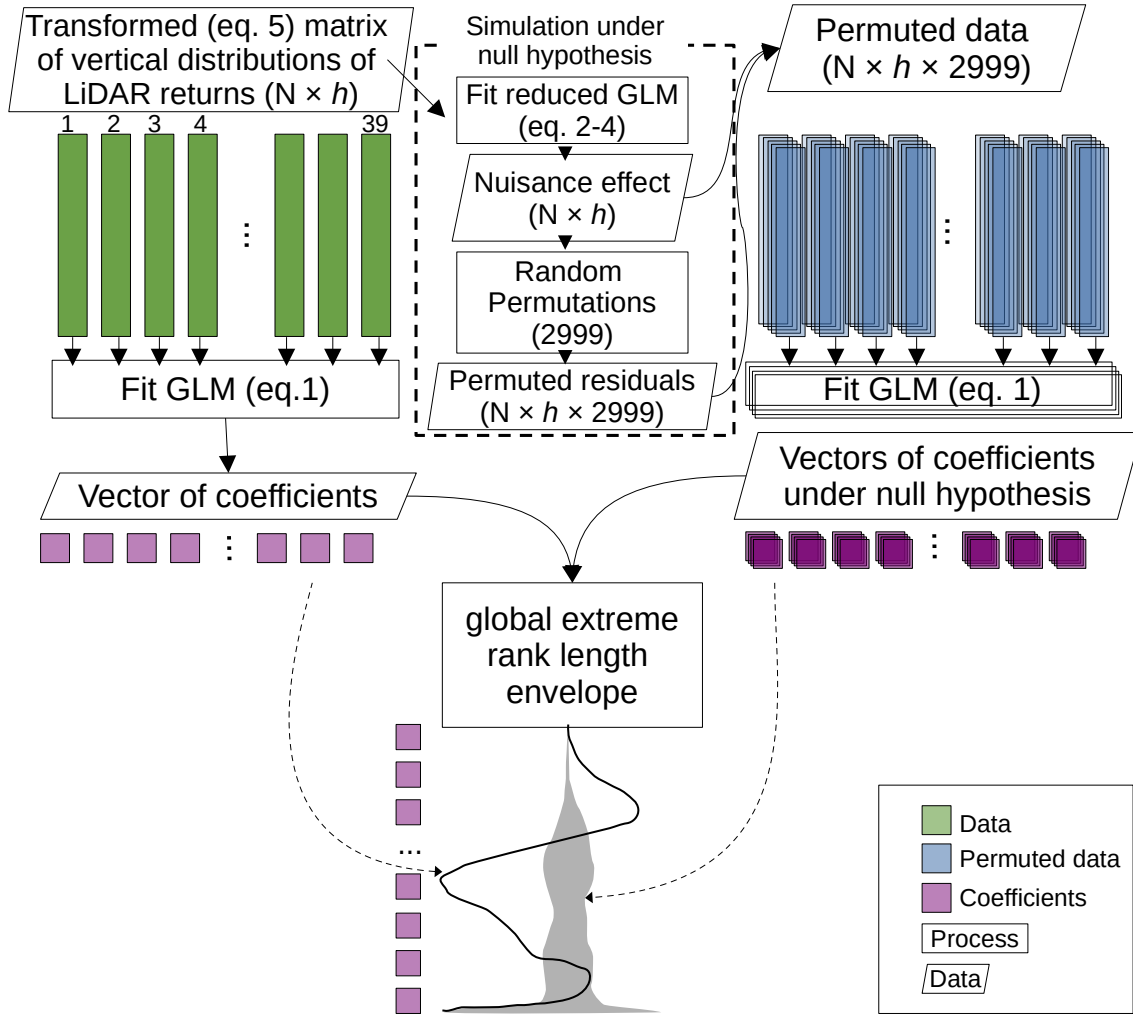 Transformed (eq. 5) matrix
of vertical distributions of
LiDAR returns (N × h)
1 2 3 4 39
⋮
Fit GLM (eq.1)
Vector of coefficients
⋮
Simulation under
null hypothesis
Fit reduced GLM
(eq. 2-4)
Nuisance effect
(N × h)
Random
Permutations
(2999)
Permuted residuals
(N × h × 2999)
Permuted data
(N × h × 2999)
⋮
Fit GLM (eq. 1)
Vectors of coefficients
under null hypothesis
⋮
global extreme
rank length
envelope
...
Data
Permuted data
Coefficients
Process
Data